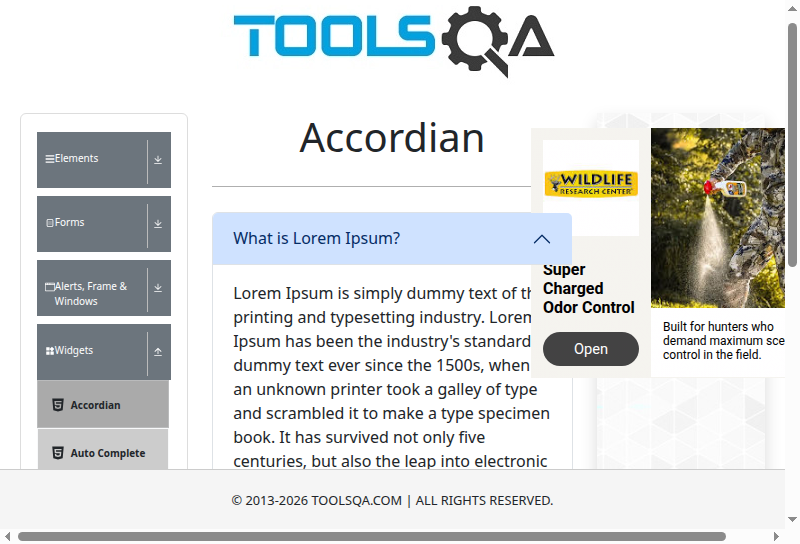 TOOLSQA
Accordian
Elements
Forms
Alerts, Frame &
Windows
Widgets
Accordian
Auto Complete
What is Lorem Ipsum?
Lorem Ipsum is simply dummy text of th
printing and typesetting industry. Lorem
Ipsum has been the industry's standard
dummy text ever since the 1500s, when
an unknown printer took a galley of type
and scrambled it to make a type specimen
book. It has survived not only five
centuries, but also the leap into electronic
WILDLIFE
RESEARCH CENTER
Super
Charged
Odor Control
Open
Built for hunters who
demand maximum sce
control in the field.
© 2013-2026 TOOLSQA.COM | ALL RIGHTS RESERVED.